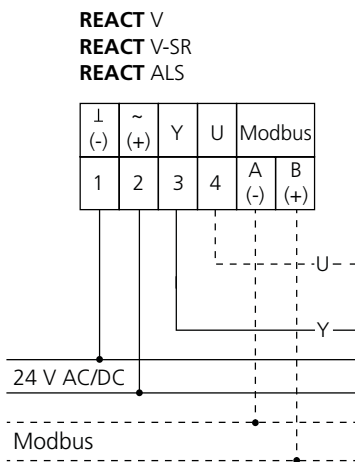 REACT V
REACT V-SR
REACT ALS
⊥ ~ Y U Modbus
(-) (+)
1 2 3 4 A B
(-) (+)
U
Y
24 V AC/DC
Modbus